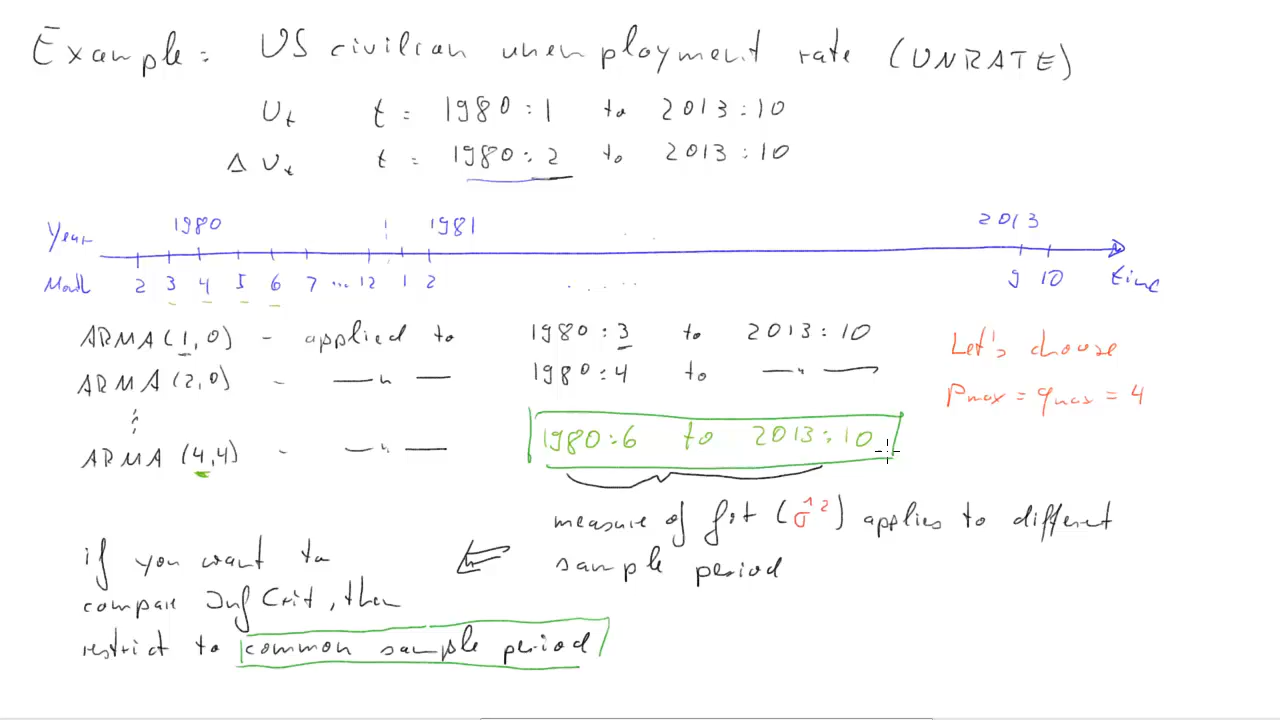 Example: US civilian unemployment rate (UNRATE)
Ut t = 1980:1 to 2013:10
Δ Ut t = 1980:2 to 2013:10
Year 1980 1981 2013
Month 2 3 4 5 6 7 ... 12 1 2 ..... 9 10 time
ARMA(1,0) - applied to 1980:3 to 2013:10
ARMA(2,0) - —"— 1980:4 to —"—
Let's choose
Pmax = qmax = 4
ARMA (4,4) - —"— 1980:6 to 2013:10
measure of fit (σ̂²) applies to different
sample period
if you want to
compare Inf Crit, then
restrict to common sample period